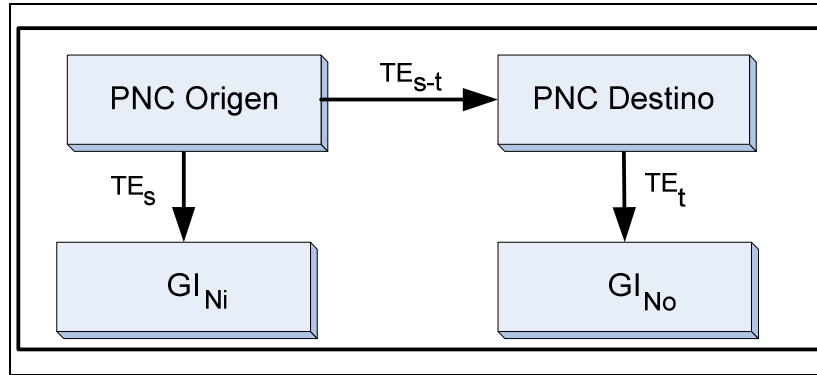 PNC Origen
TEs-t
PNC Destino
TEs
TEt
GINi
GINo